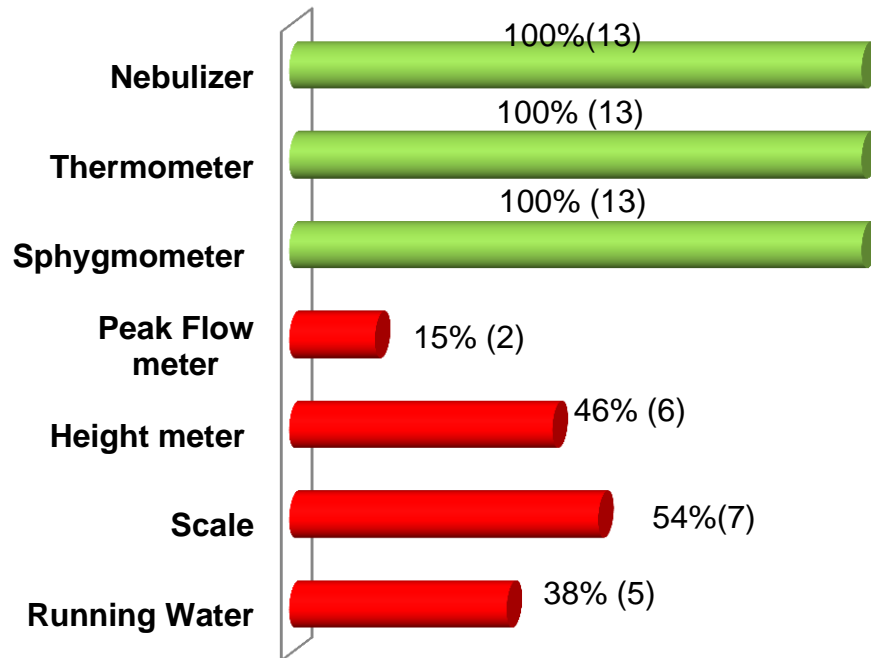 100%(13)
Nebulizer
100% (13)
Thermometer
100% (13)
Sphygmometer
Peak Flow
meter
15% (2)
Height meter
46% (6)
Scale
54%(7)
Running Water
38% (5)